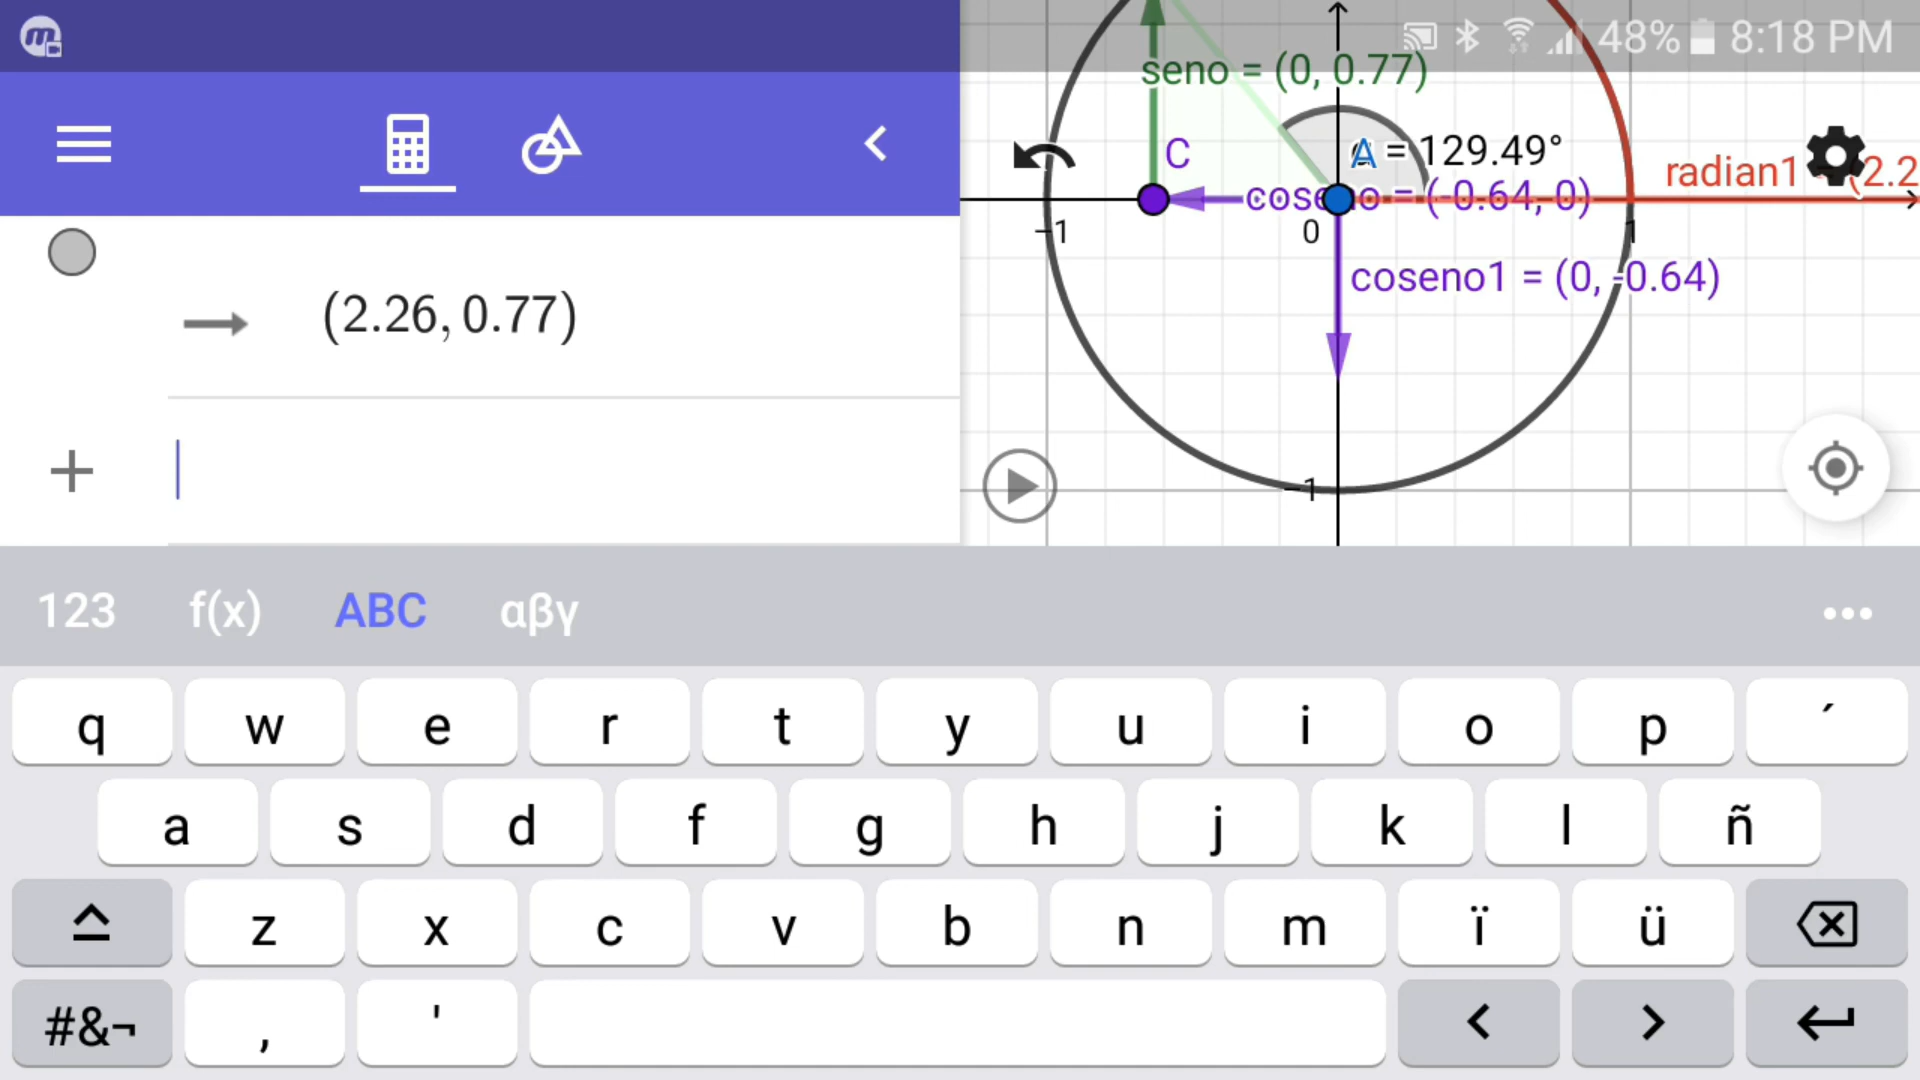 48% 8:18 PM
seno = (0, 0.77)
C
A = 129.49°
radian1 (2.2
coseno = (-0.64, 0)
−1 0 1
coseno1 = (0, -0.64)
−1
(2.26, 0.77)
+
123 f(x) ABC αβγ ...
q w e r t y u i o p ´
a s d f g h j k l ñ
z x c v b n m ï ü
#&¬ , ' < >